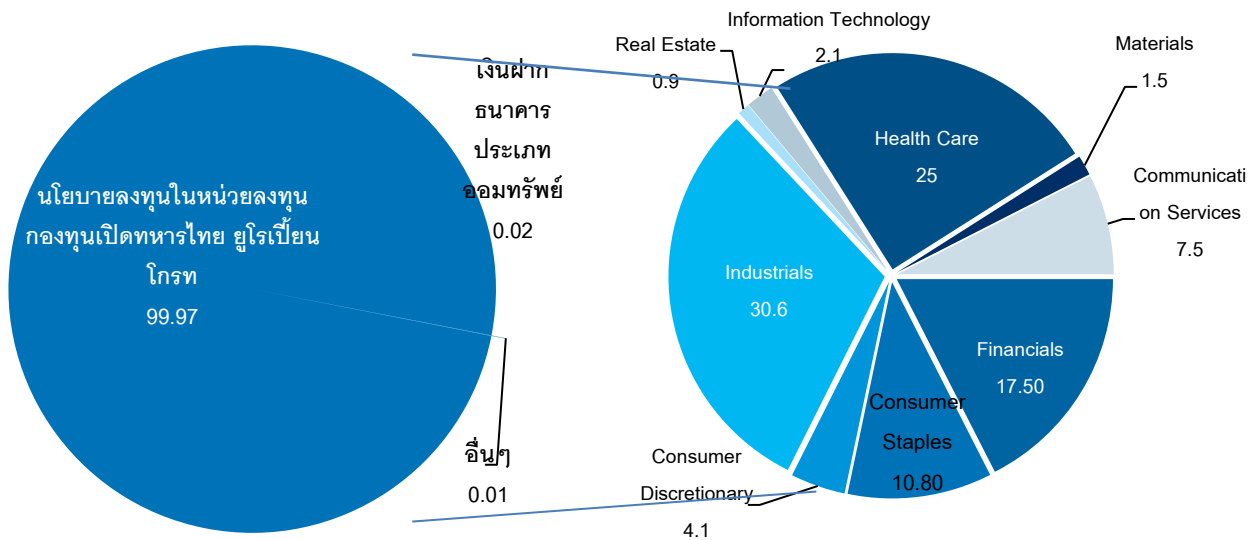 นโยบายลงทุนในหน่วยลงทุน
กองทุนเปิดทหารไทย ยูโรเปี้ยน
โกรท
99.97
เงินฝาก
ธนาคาร
ประเภท
ออมทรัพย์
0.02
อื่นๆ
0.01
Information Technology
2.1
Real Estate
0.9
Materials
1.5
Health Care
25
Communicati
on Services
7.5
Industrials
30.6
Financials
17.50
Consumer
Staples
10.80
Consumer
Discretionary
4.1